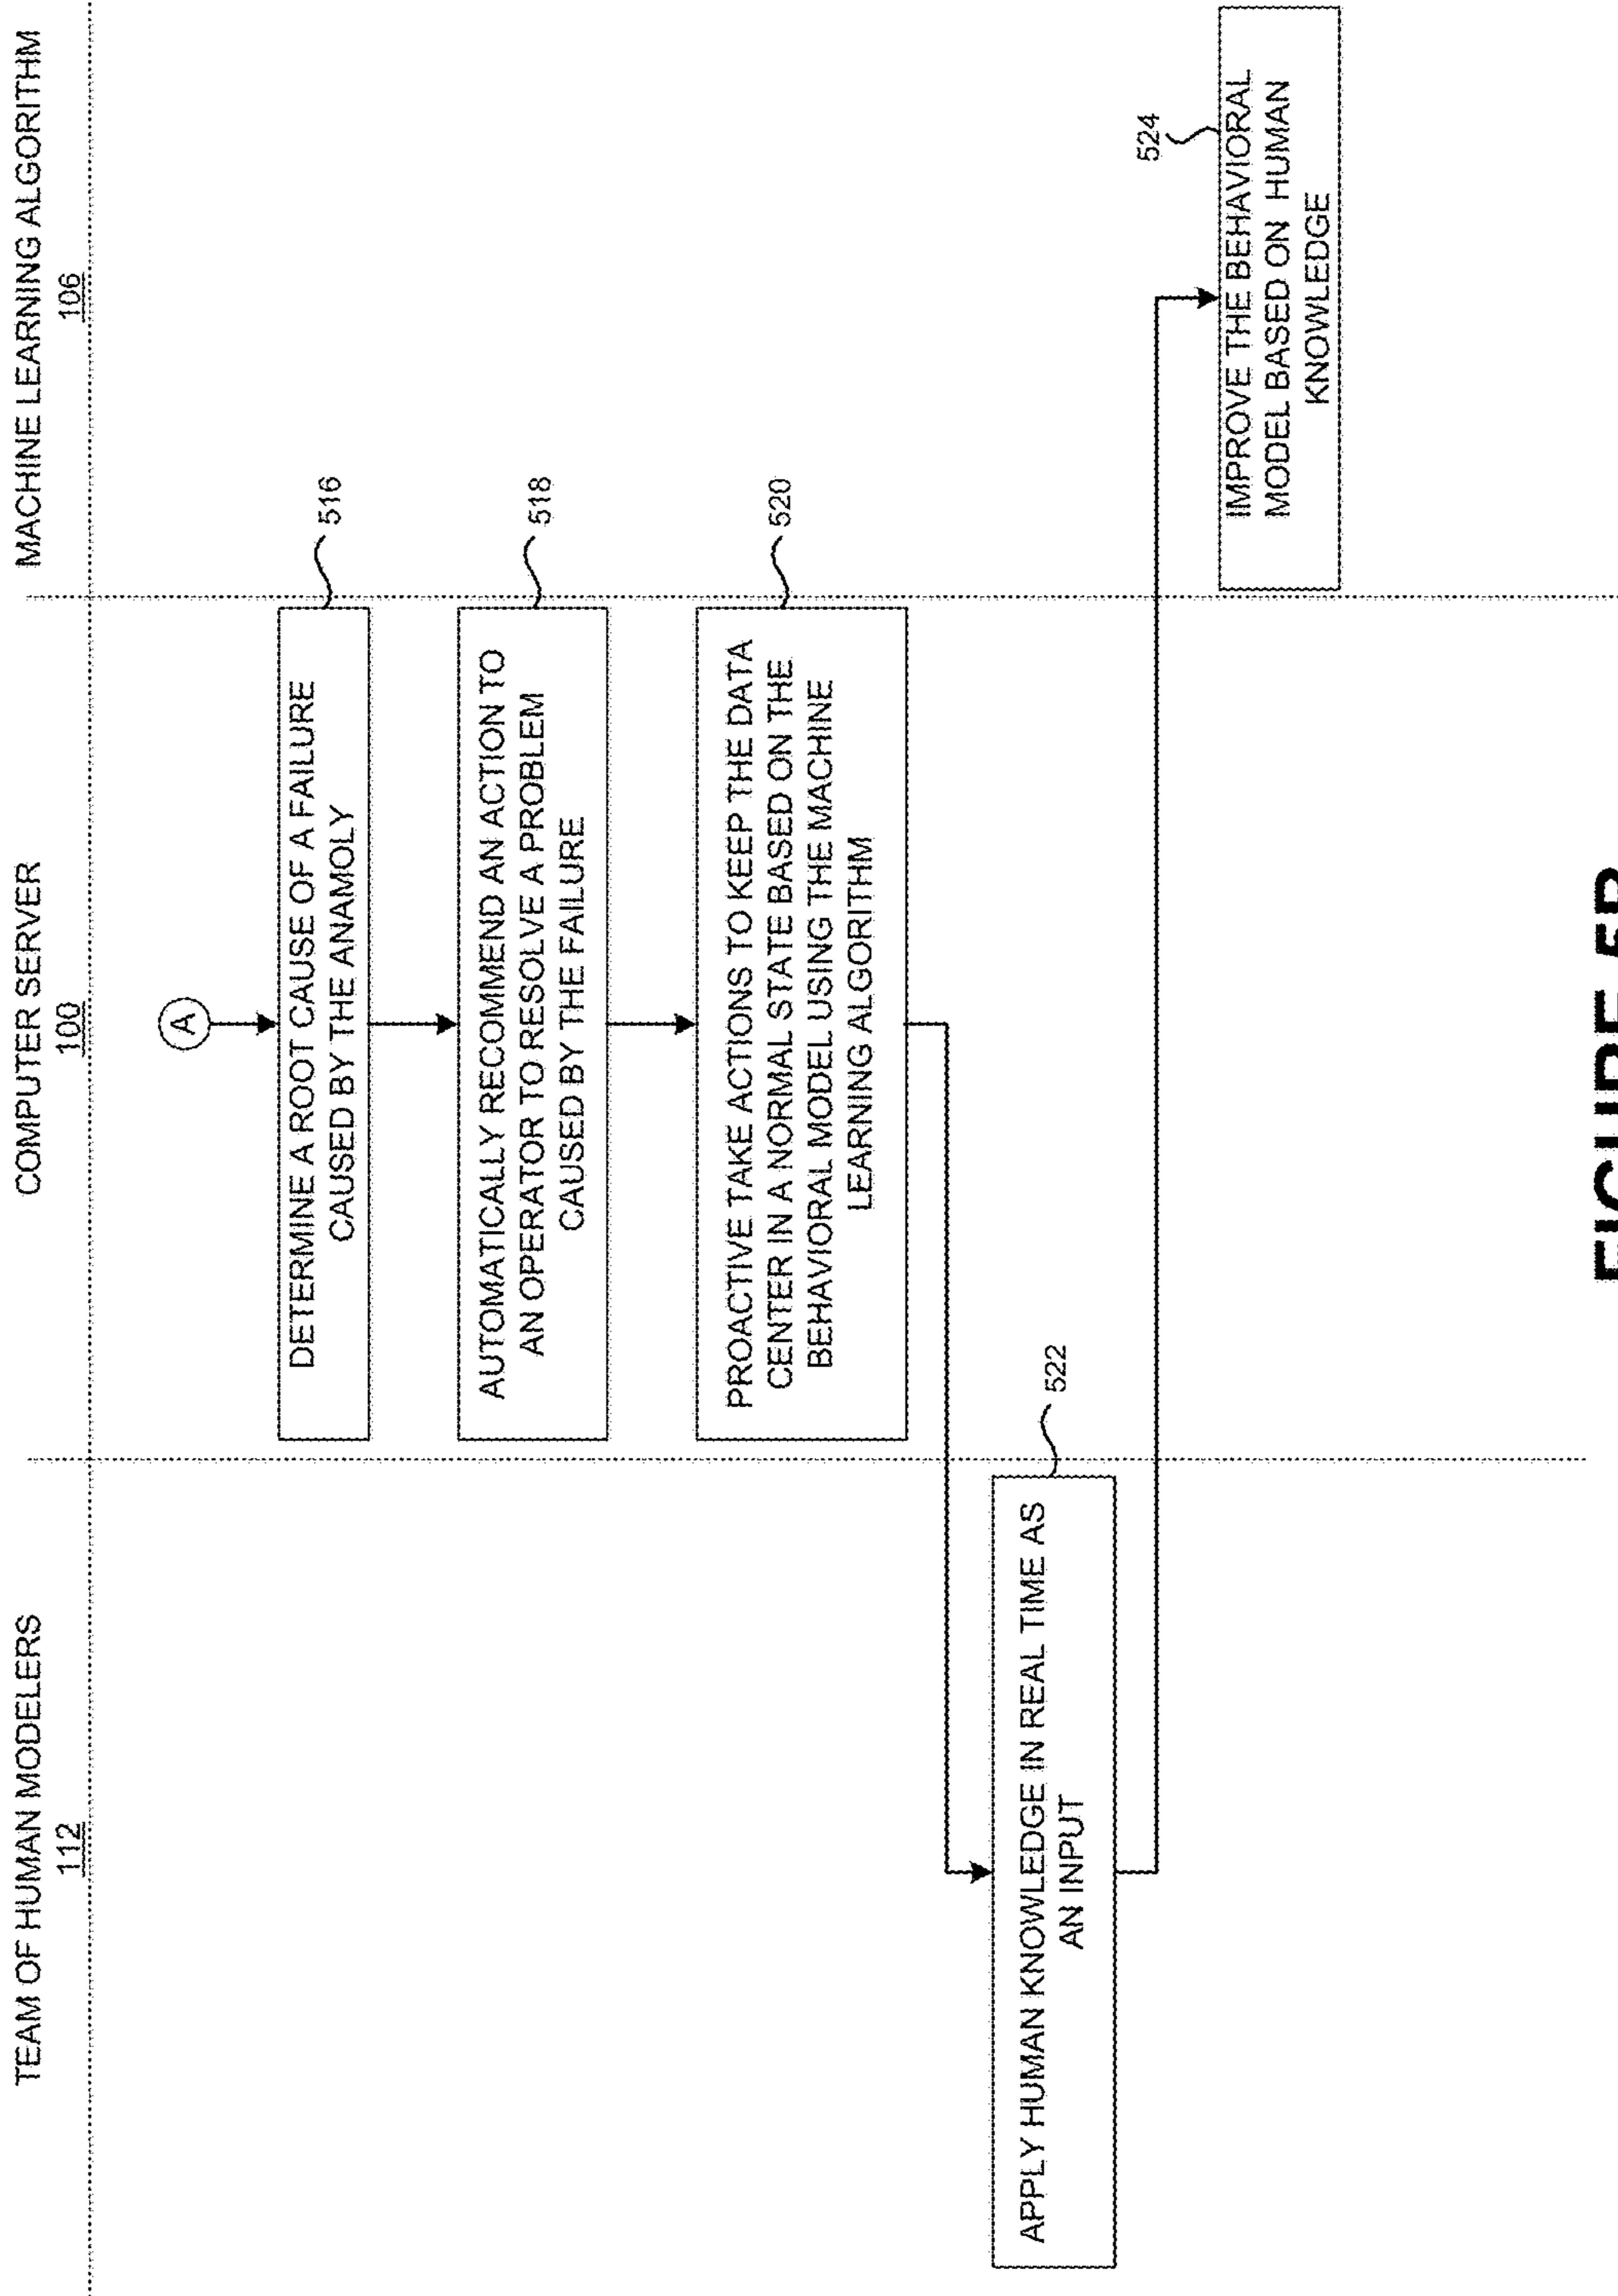 TEAM OF HUMAN MODELERS
112
COMPUTER SERVER
100
MACHINE LEARNING ALGORITHM
106
A
DETERMINE A ROOT CAUSE OF A FAILURE
CAUSED BY THE ANAMOLY
516
AUTOMATICALLY RECOMMEND AN ACTION TO
AN OPERATOR TO RESOLVE A PROBLEM
CAUSED BY THE FAILURE
518
PROACTIVE TAKE ACTIONS TO KEEP THE DATA
CENTER IN A NORMAL STATE BASED ON THE
BEHAVIORAL MODEL USING THE MACHINE
LEARNING ALGORITHM
520
APPLY HUMAN KNOWLEDGE IN REAL TIME AS
AN INPUT
522
524
IMPROVE THE BEHAVIORAL
MODEL BASED ON HUMAN
KNOWLEDGE
FIGURE 5B